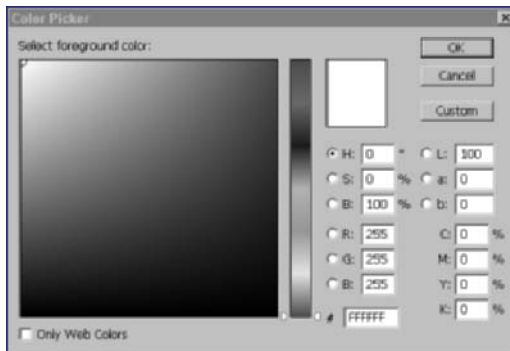 Color Picker
Select foreground color:
OK
Cancel
Custom
H: 0 °
S: 0 %
B: 100 %
R: 255
G: 255
B: 255
# FFFFFF
L: 100
a: 0
b: 0
C: 0 %
M: 0 %
Y: 0 %
K: 0 %
Only Web Colors